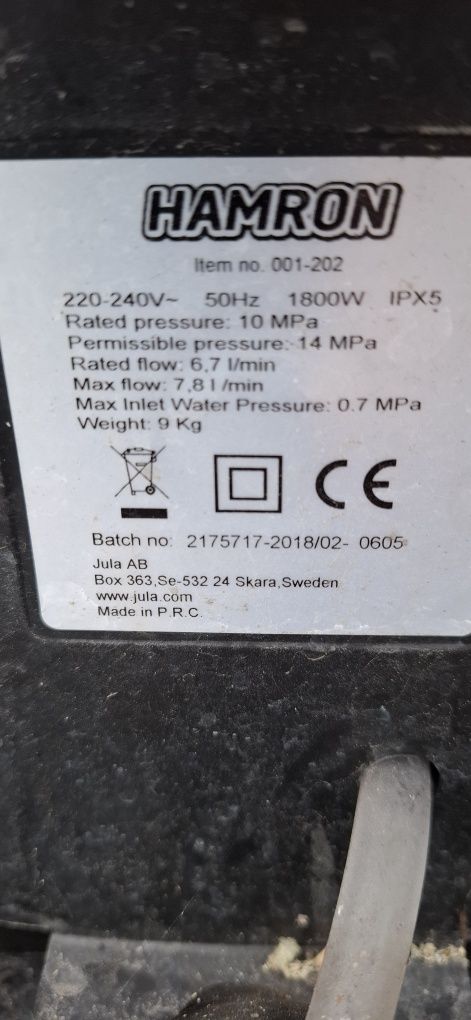 HAMRON
Item no. 001-202
220-240V~ 50Hz 1800W IPX5
Rated pressure: 10 MPa
Permissible pressure: 14 MPa
Rated flow: 6,7 l/min
Max flow: 7,8 l /min
Max Inlet Water Pressure: 0.7 MPa
Weight: 9 Kg
CE
Batch no: 2175717-2018/02- 0605
Jula AB
Box 363,Se-532 24 Skara,Sweden
www.jula.com
Made in P.R.C.